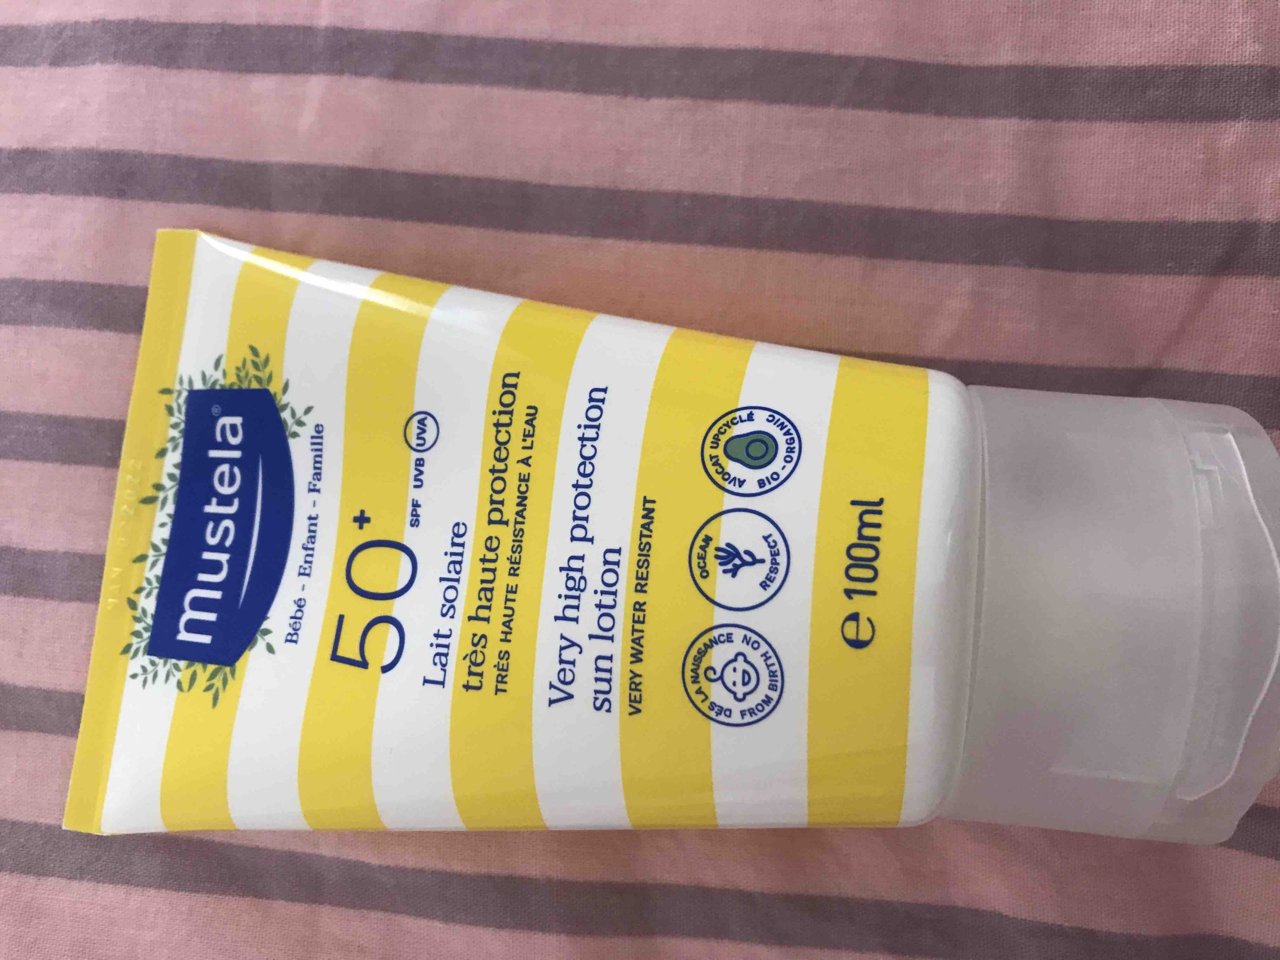 mustela®
Bébé - Enfant - Famille
50+
SPF UVB UVA
Lait solaire
très haute protection
TRÈS HAUTE RÉSISTANCE À L'EAU
Very high protection
sun lotion
VERY WATER RESISTANT
DÈS LA NAISSANCE NO FROM BIRTH
OCEAN RESPECT
AVOCAT UPCYCLÉ BIO-ORGANIC
e 100ml